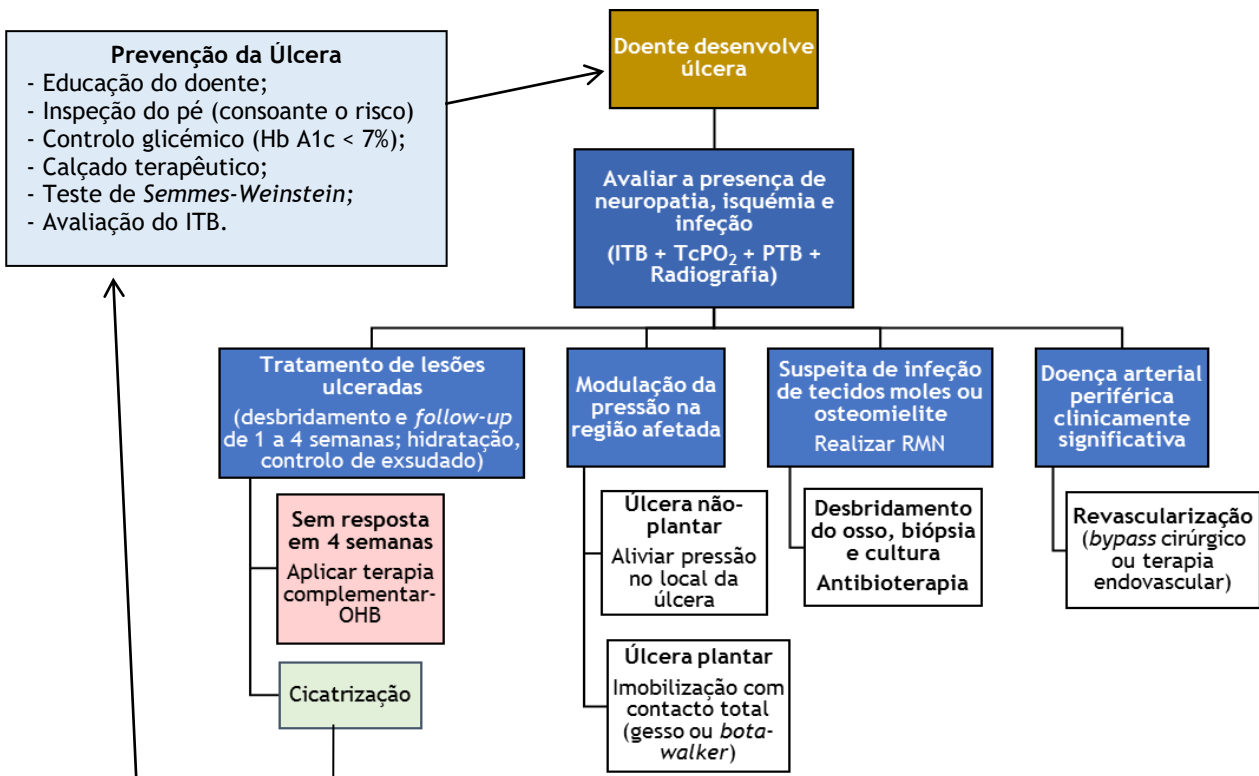 Prevenção da Úlcera
- Educação do doente;
- Inspeção do pé (consoante o risco)
- Controlo glicémico (Hb A1c < 7%);
- Calçado terapêutico;
- Teste de Semmes-Weinstein;
- Avaliação do ITB.
Doente desenvolve
úlcera
Avaliar a presença de
neuropatia, isquémia e
infeção
(ITB + TcPO₂ + PTB +
Radiografia)
Tratamento de lesões
ulceradas
(desbridamento e follow-up
de 1 a 4 semanas; hidratação,
controlo de exsudado)
Sem resposta
em 4 semanas
Aplicar terapia
complementar-
OHB
Cicatrização
Modulação da
pressão na
região afetada
Úlcera não-
plantar
Aliviar pressão
no local da
úlcera
Úlcera plantar
Imobilização com
contacto total
(gesso ou bota-
walker)
Suspeita de infeção
de tecidos moles ou
osteomielite
Realizar RMN
Desbridamento
do osso, biópsia
e cultura
Antibioterapia
Doença arterial
periférica
clinicamente
significativa
Revascularização
(bypass cirúrgico
ou terapia
endovascular)